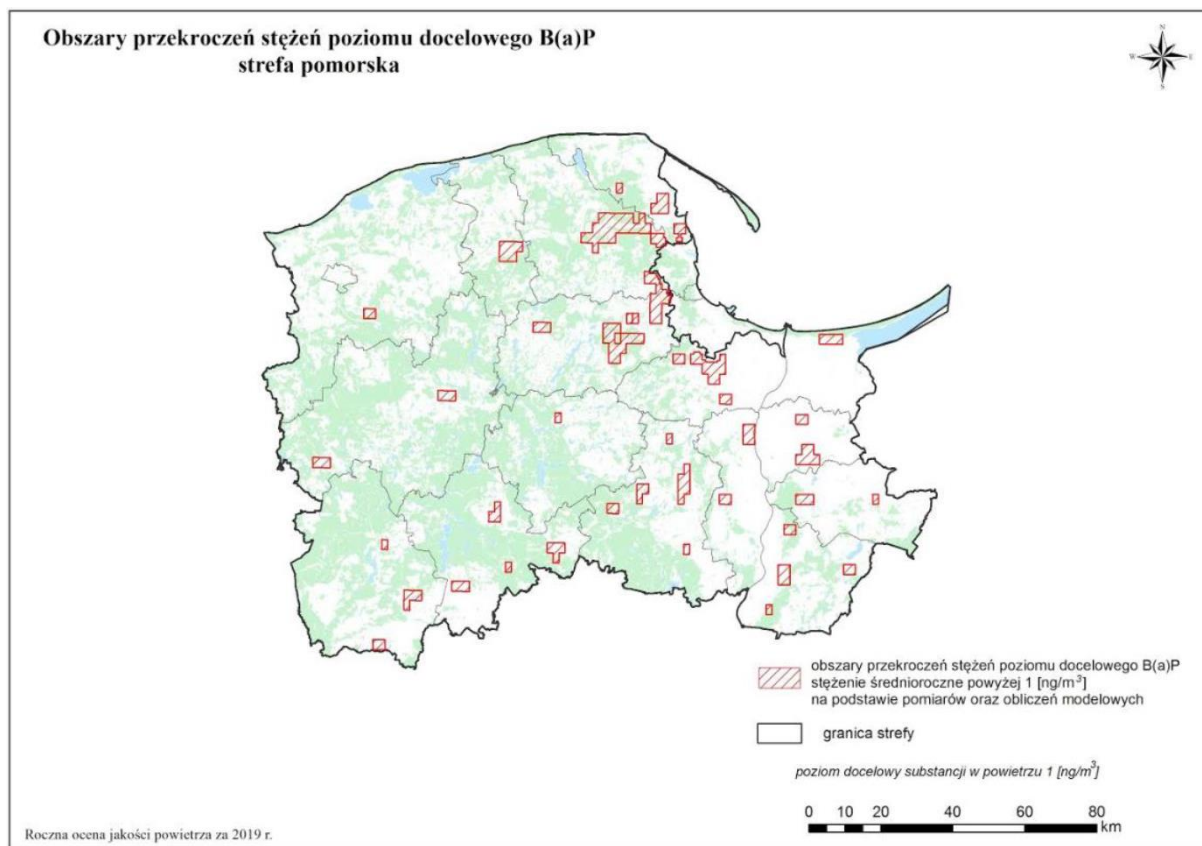 Obszary przekroczeń stężeń poziomu docelowego B(a)P
strefa pomorska
N
W
E
S
obszary przekroczeń stężeń poziomu docelowego B(a)P
stężenie średnioroczne powyżej 1 [ng/m³]
na podstawie pomiarów oraz obliczeń modelowych
granica strefy
poziom docelowy substancji w powietrzu 1 [ng/m³]
0 10 20 40 60 80
km
Roczna ocena jakości powietrza za 2019 r.